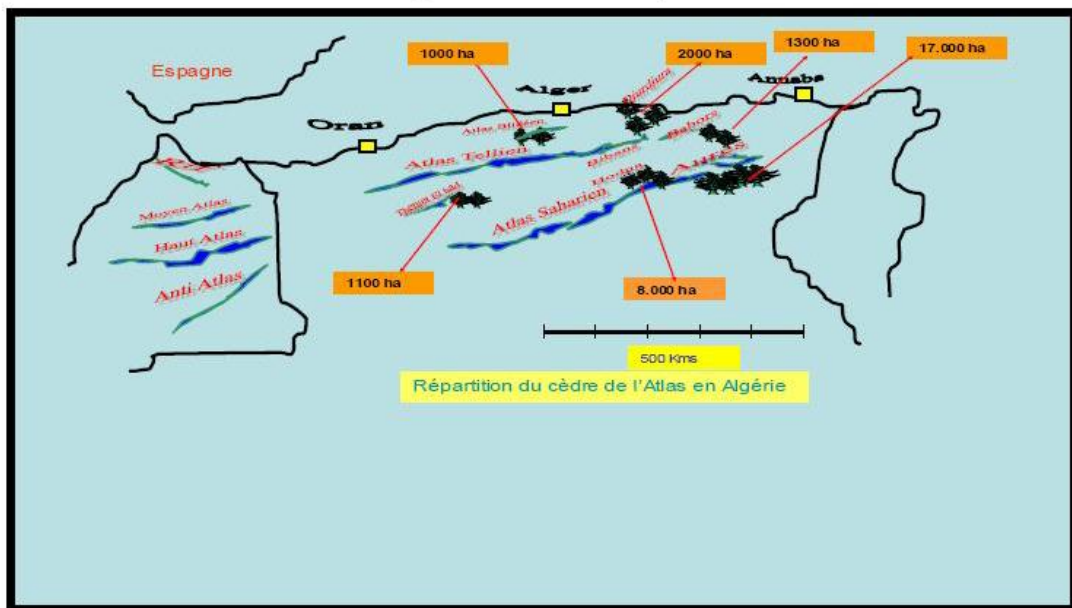 1000 ha
2000 ha
1300 ha
17.000 ha
Espagne
Alger
Annaba
Oran
Djurdjura
Atlas Blidéen
Babors
Atlas Tellien
Bibans
Aurès
Hodna
Rif
Moyen Atlas
Haut Atlas
Anti-Atlas
Atlas Saharien
1100 ha
8.000 ha
500 Kms
Répartition du cèdre de l'Atlas en Algérie